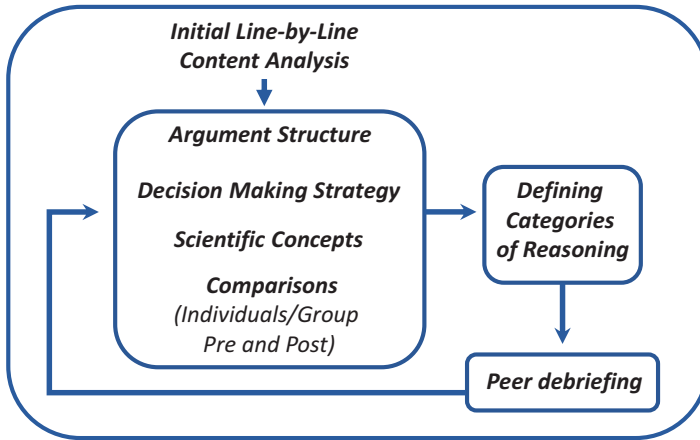 Initial Line-by-Line
Content Analysis
Argument Structure
Decision Making Strategy
Scientific Concepts
Comparisons
(Individuals/Group
Pre and Post)
Defining
Categories
of Reasoning
Peer debriefing